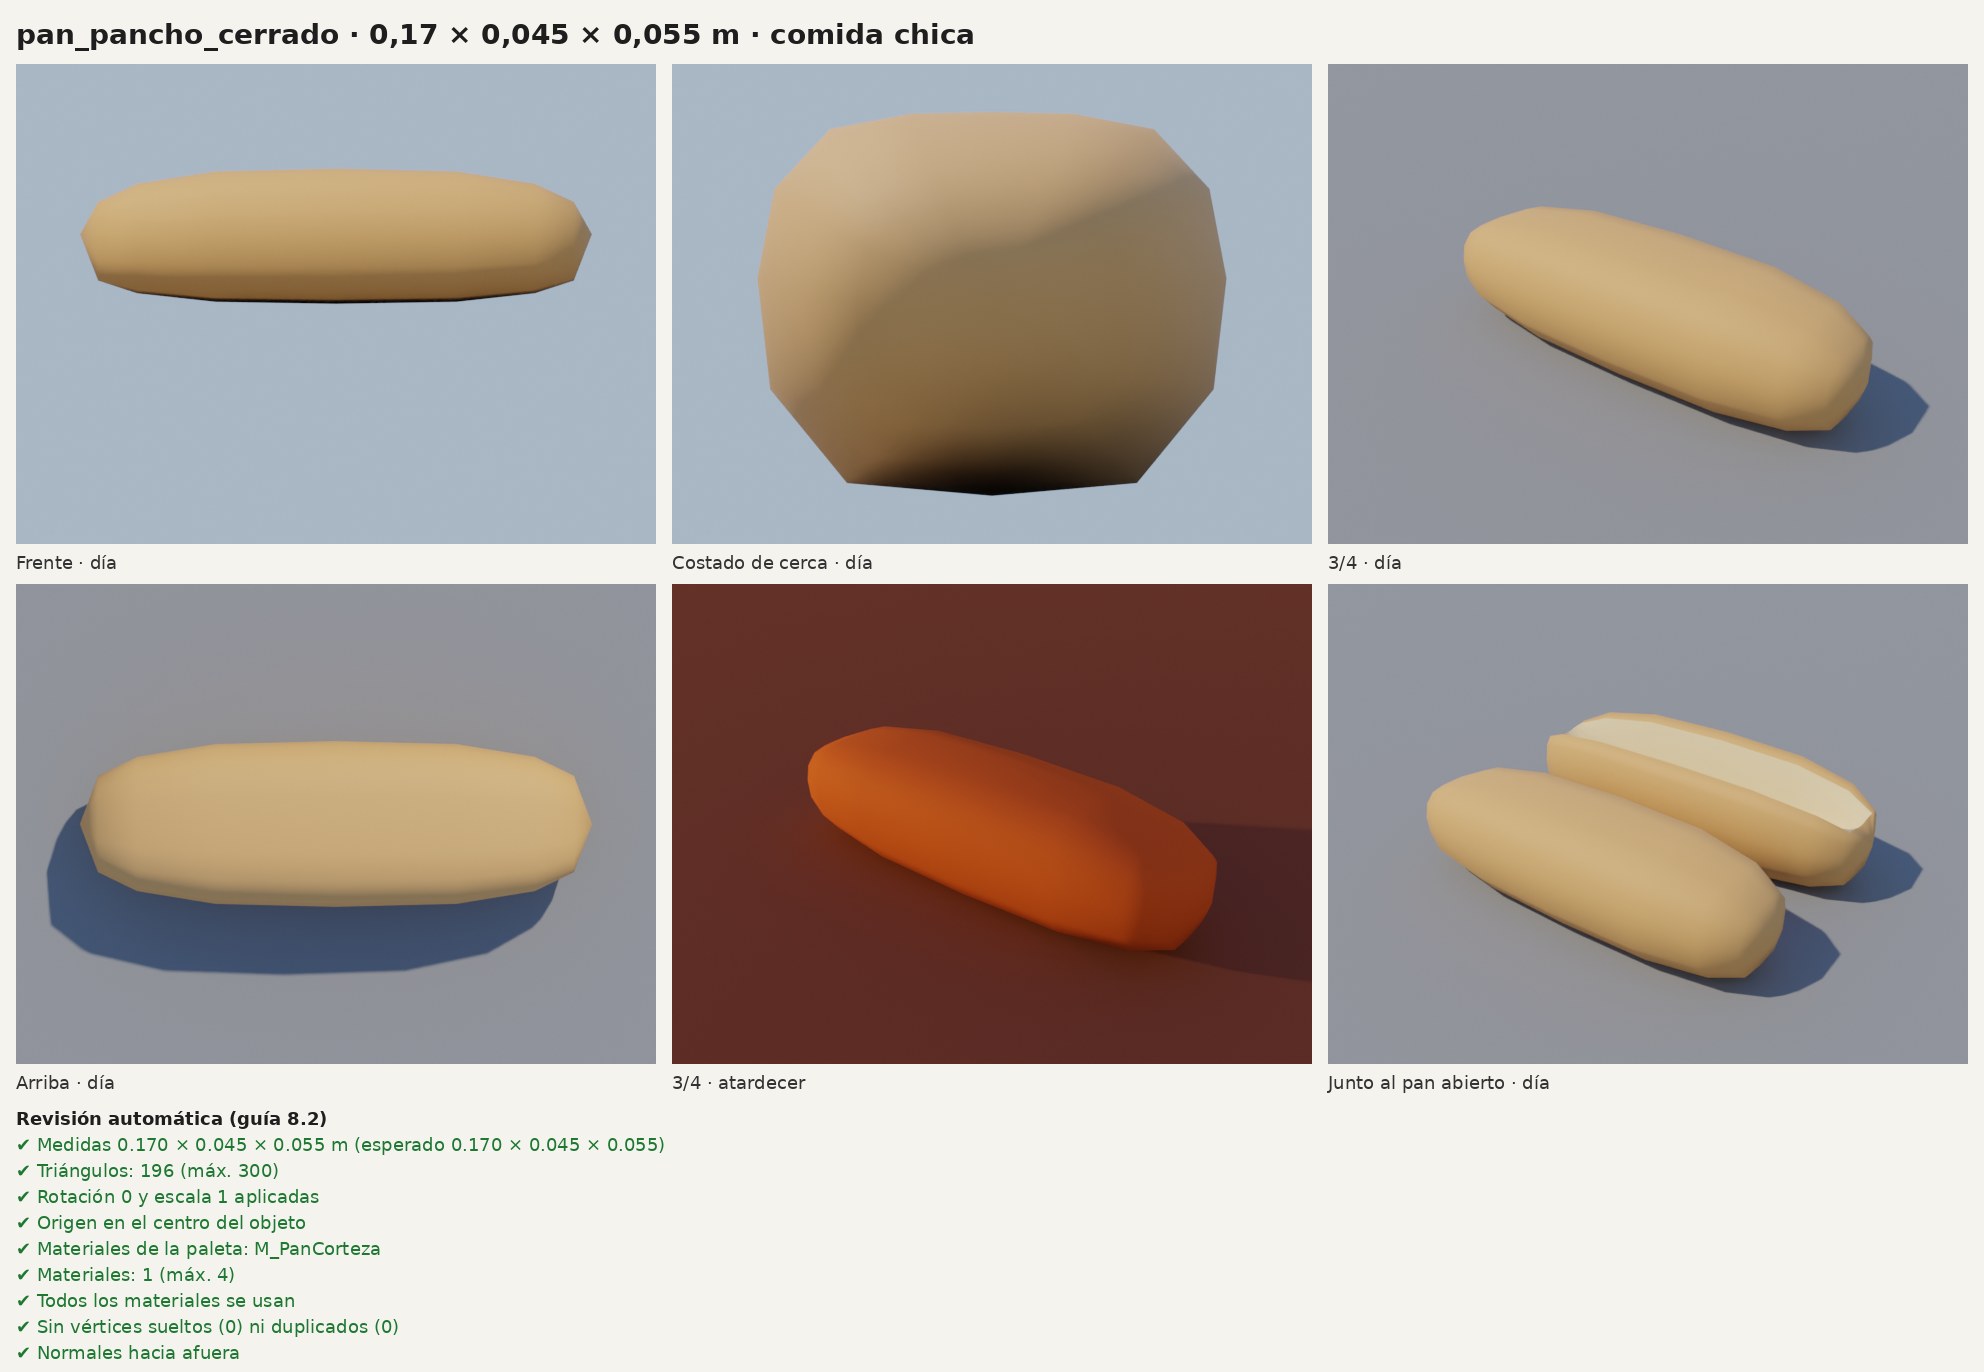 pan_pancho_cerrado · 0,17 × 0,045 × 0,055 m · comida chica
Frente · día
Costado de cerca · día
3/4 · día
Arriba · día
3/4 · atardecer
Junto al pan abierto · día
Revisión automática (guía 8.2)
✔ Medidas 0.170 × 0.045 × 0.055 m (esperado 0.170 × 0.045 × 0.055)
✔ Triángulos: 196 (máx. 300)
✔ Rotación 0 y escala 1 aplicadas
✔ Origen en el centro del objeto
✔ Materiales de la paleta: M_PanCorteza
✔ Materiales: 1 (máx. 4)
✔ Todos los materiales se usan
✔ Sin vértices sueltos (0) ni duplicados (0)
✔ Normales hacia afuera